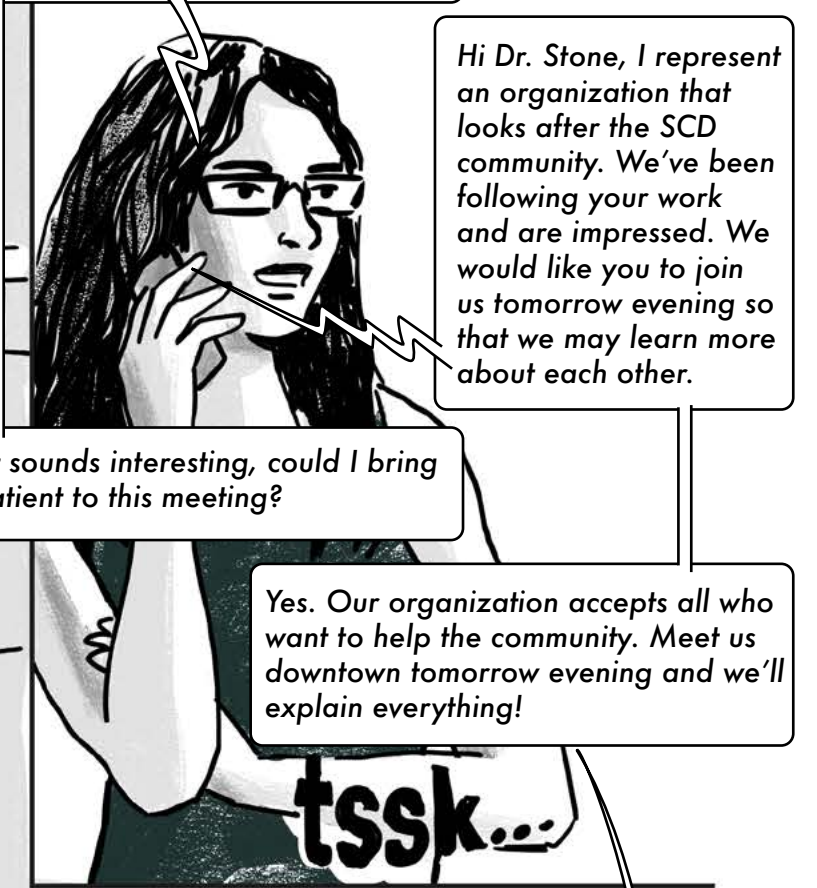 Hi Dr. Stone, I represent
an organization that
looks after the SCD
community. We've been
following your work
and are impressed. We
would like you to join
us tomorrow evening so
that we may learn more
about each other.
sounds interesting, could I bring
to this meeting?
Yes. Our organization accepts all who
want to help the community. Meet us
downtown tomorrow evening and we'll
explain everything!
tssk...